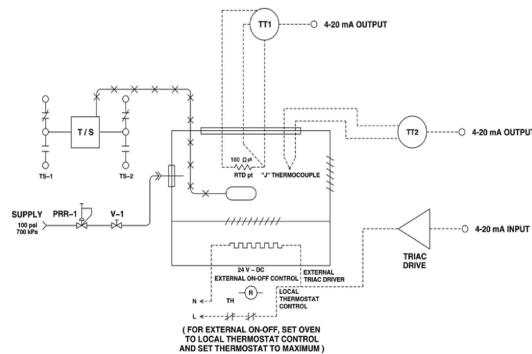 TT1
4-20 mA OUTPUT
T / S
TT2
4-20 mA OUTPUT
100 Ω
RTD pt
"J" THERMOCOUPLE
TS-1
TS-2
SUPPLY
100 psi
700 kPa
PRR-1
V-1
4-20 mA INPUT
TRIAC
DRIVE
24 V - DC
EXTERNAL ON-OFF CONTROL
EXTERNAL
TRIAC DRIVER
R
LOCAL
THERMOSTAT
CONTROL
N
TH
L
( FOR EXTERNAL ON-OFF, SET OVEN
TO LOCAL THERMOSTAT CONTROL
AND SET THERMOSTAT TO MAXIMUM )